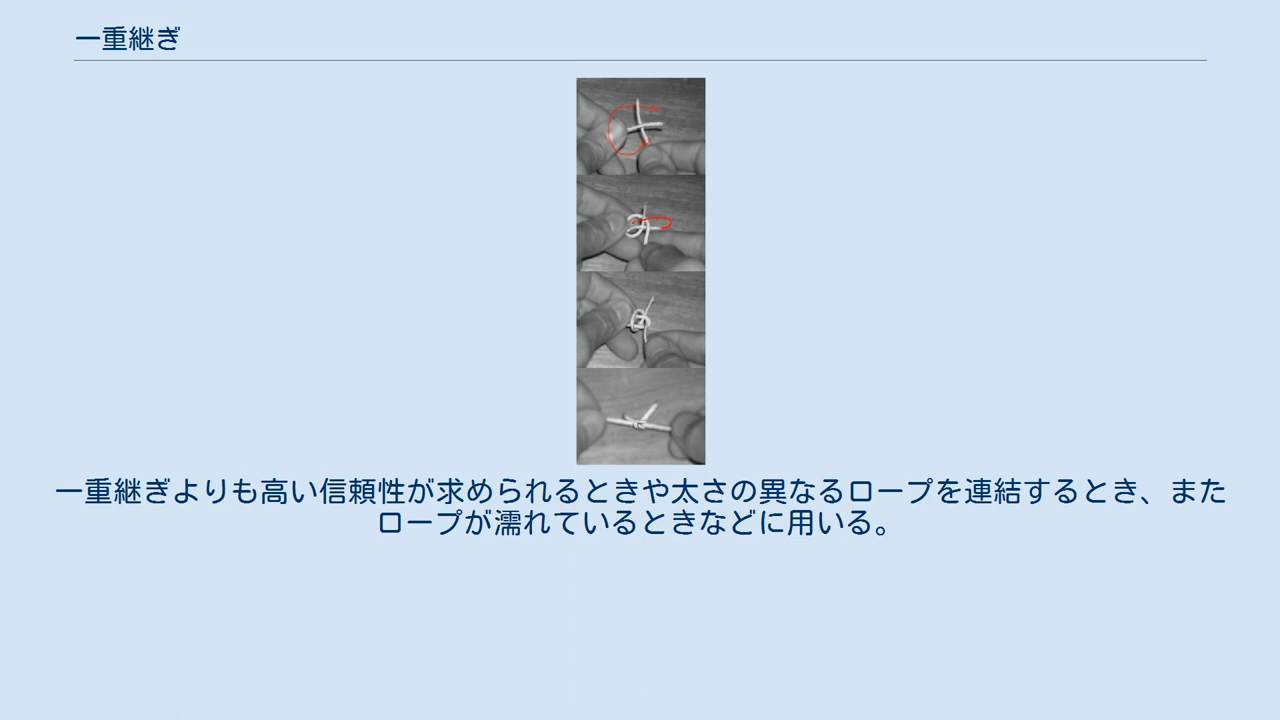 一重継ぎ
一重継ぎよりも高い信頼性が求められるときや太さの異なるロープを連結するとき、また
ロープが濡れているときなどに用いる。